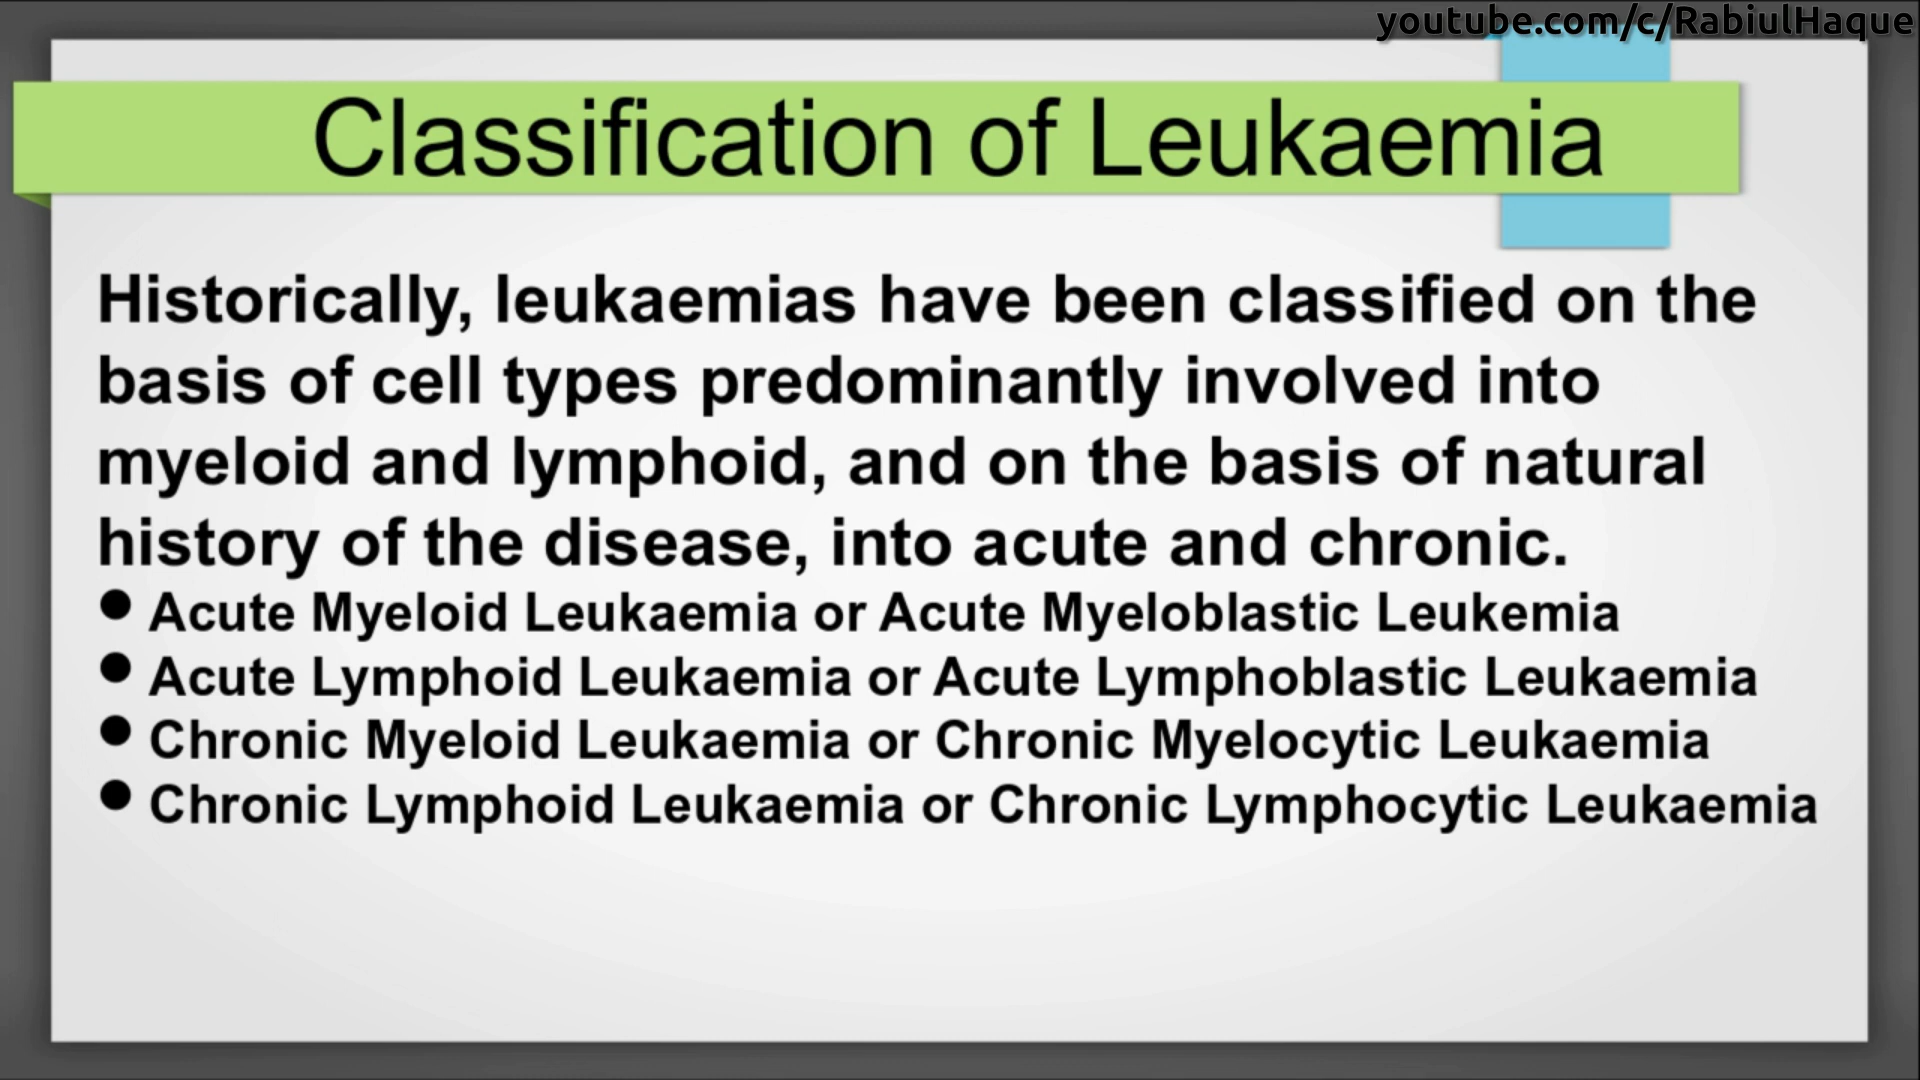 youtube.com/c/RabiulHaque
Classification of Leukaemia
Historically, leukaemias have been classified on the
basis of cell types predominantly involved into
myeloid and lymphoid, and on the basis of natural
history of the disease, into acute and chronic.
● Acute Myeloid Leukaemia or Acute Myeloblastic Leukemia
● Acute Lymphoid Leukaemia or Acute Lymphoblastic Leukaemia
● Chronic Myeloid Leukaemia or Chronic Myelocytic Leukaemia
● Chronic Lymphoid Leukaemia or Chronic Lymphocytic Leukaemia